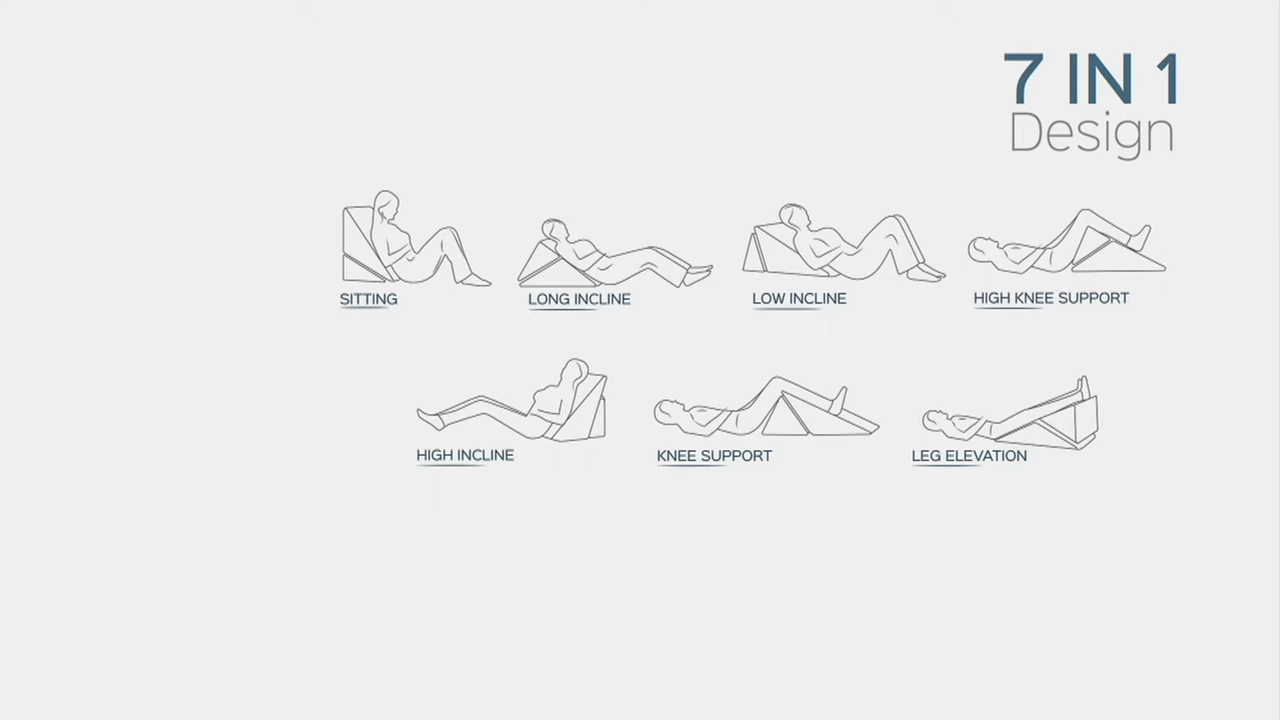 7 IN 1
Design
SITTING
LONG INCLINE
LOW INCLINE
HIGH KNEE SUPPORT
HIGH INCLINE
KNEE SUPPORT
LEG ELEVATION